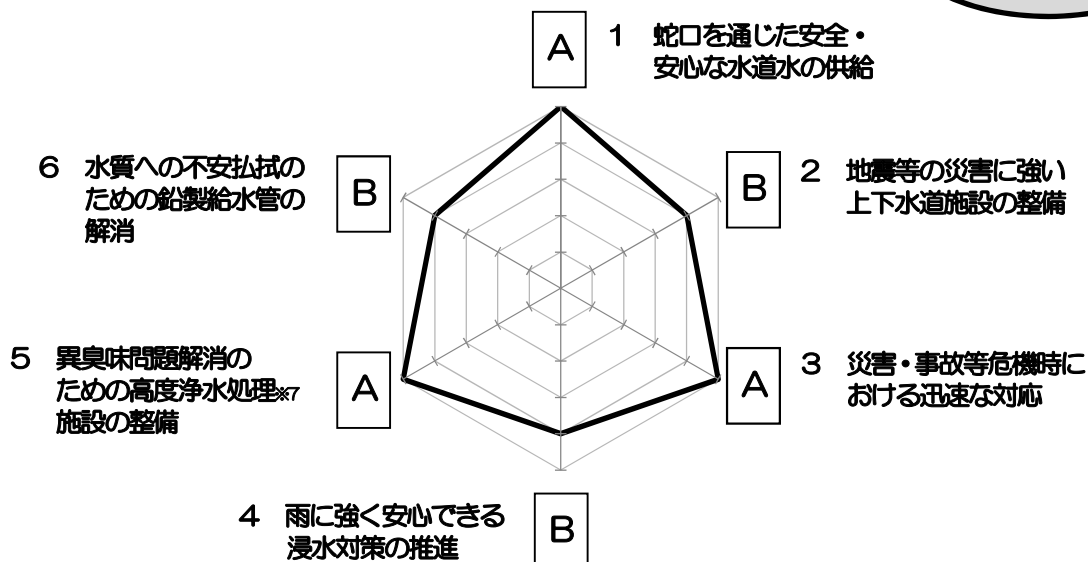 A
1 蛇口を通じた安全・
安心な水道水の供給
B
2 地震等の災害に強い
上下水道施設の整備
A
3 災害・事故等危機時に
おける迅速な対応
B
4 雨に強く安心できる
浸水対策の推進
A
5 異臭味問題解消の
ための高度浄水処理※7
施設の整備
B
6 水質への不安払拭の
ための鉛製給水管の
解消